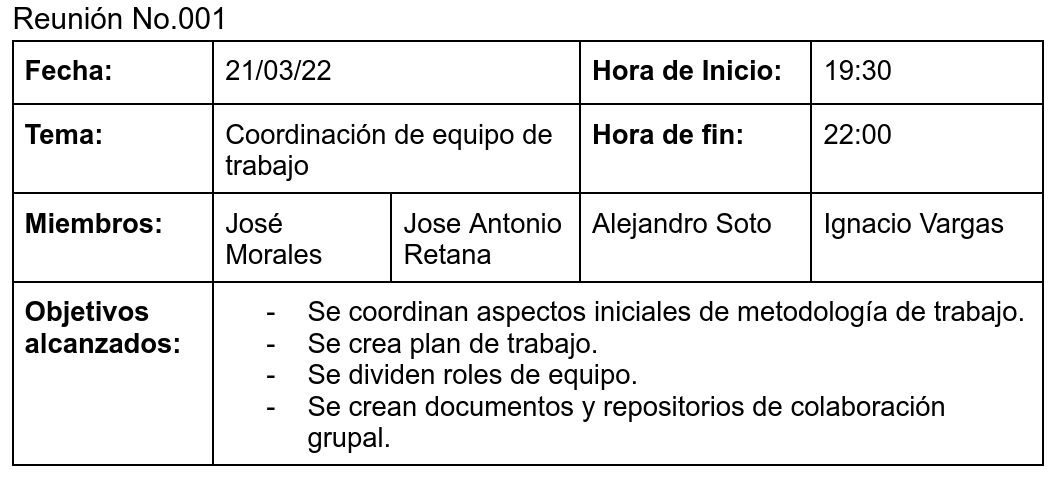 Reunión No.001
Fecha: 21/03/22 Hora de Inicio: 19:30
Tema: Coordinación de equipo de trabajo Hora de fin: 22:00
Miembros: José Morales Jose Antonio Retana Alejandro Soto Ignacio Vargas
Objetivos alcanzados:
- Se coordinan aspectos iniciales de metodología de trabajo.
- Se crea plan de trabajo.
- Se dividen roles de equipo.
- Se crean documentos y repositorios de colaboración
grupal.